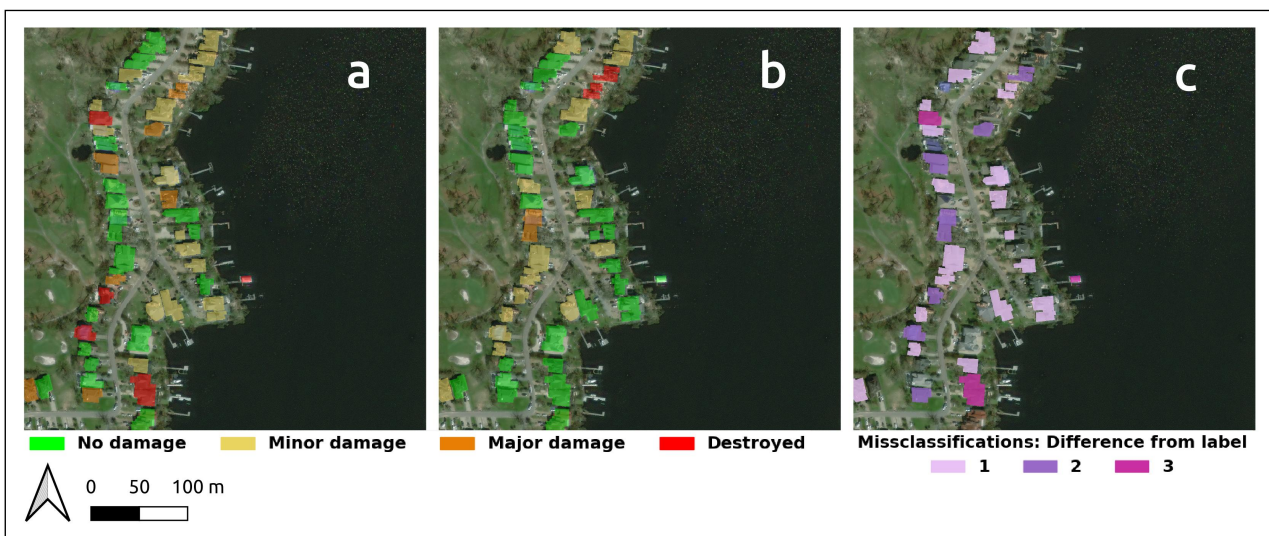 a
b
c
No damage
Minor damage
Major damage
Destroyed
Missclassifications: Difference from label
1
2
3
0 50 100 m